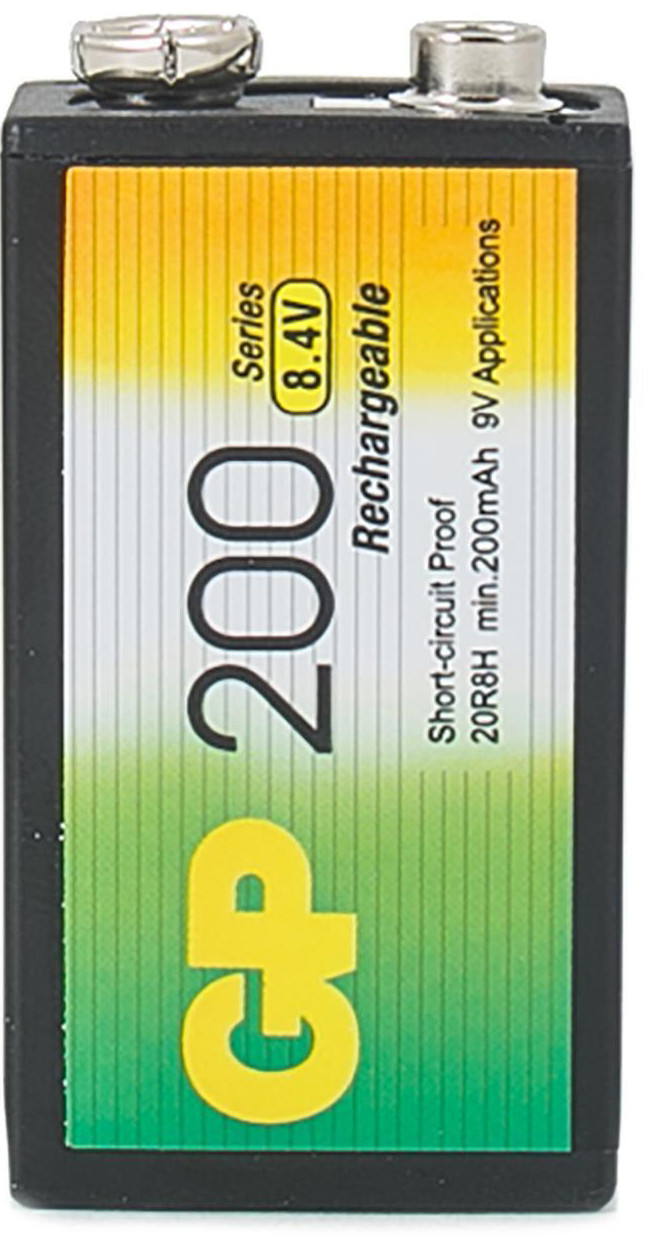 GP 200 Series
8.4V
Rechargeable
Short-circuit Proof
20R8H min.200mAh 9V Applications